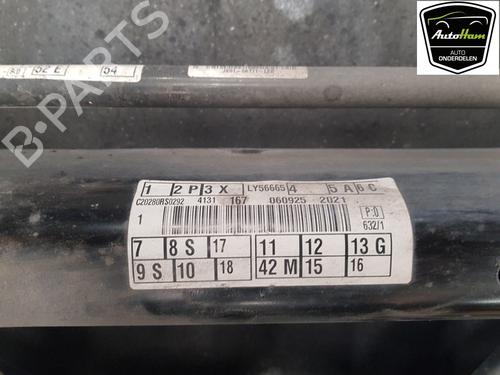 AutoHam
AUTO
ONDERDELEN
52 E
54
1 2 P 3 X LY56665 4 5 A 6 C
C20280RS0292 4131 167 060925 2021
1
P:0
632/1
7 8 S 17 11 12 13 G
9 S 10 18 42 M 15 16
B-PARTS